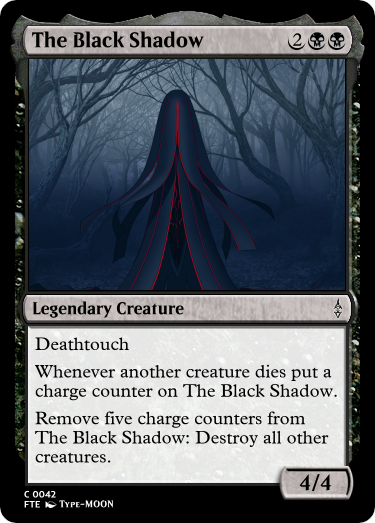 The Black Shadow 2
Legendary Creature
Deathtouch
Whenever another creature dies put a
charge counter on The Black Shadow.
Remove five charge counters from
The Black Shadow: Destroy all other
creatures.
4/4
C 0042
FTE Type-MOON